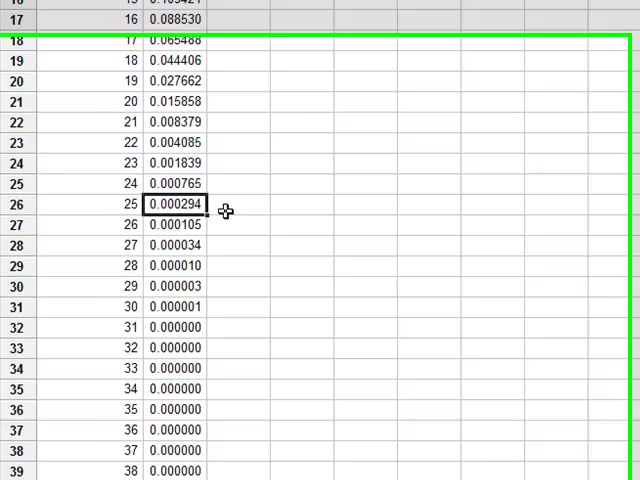 17 16 0.088530
18 17 0.065488
19 18 0.044406
20 19 0.027662
21 20 0.015858
22 21 0.008379
23 22 0.004085
24 23 0.001839
25 24 0.000765
26 25 0.000294
27 26 0.000105
28 27 0.000034
29 28 0.000010
30 29 0.000003
31 30 0.000001
32 31 0.000000
33 32 0.000000
34 33 0.000000
35 34 0.000000
36 35 0.000000
37 36 0.000000
38 37 0.000000
39 38 0.000000